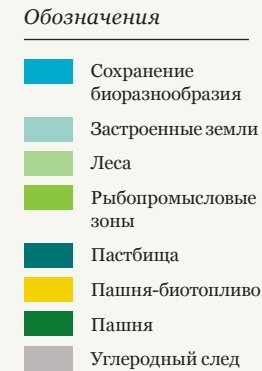 Обозначения
Сохранение
биоразнообразия
Застроенные земли
Леса
Рыбопромысловые
зоны
Пастбища
Пашня-биотопливо
Пашня
Углеродный след